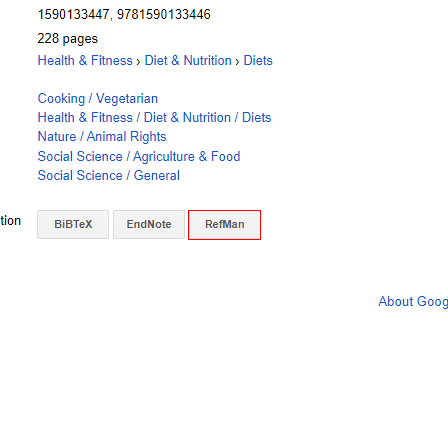 1590133447, 9781590133446
228 pages
Health & Fitness › Diet & Nutrition › Diets
Cooking / Vegetarian
Health & Fitness / Diet & Nutrition / Diets
Nature / Animal Rights
Social Science / Agriculture & Food
Social Science / General
tion BiBTeX EndNote RefMan
About Goog